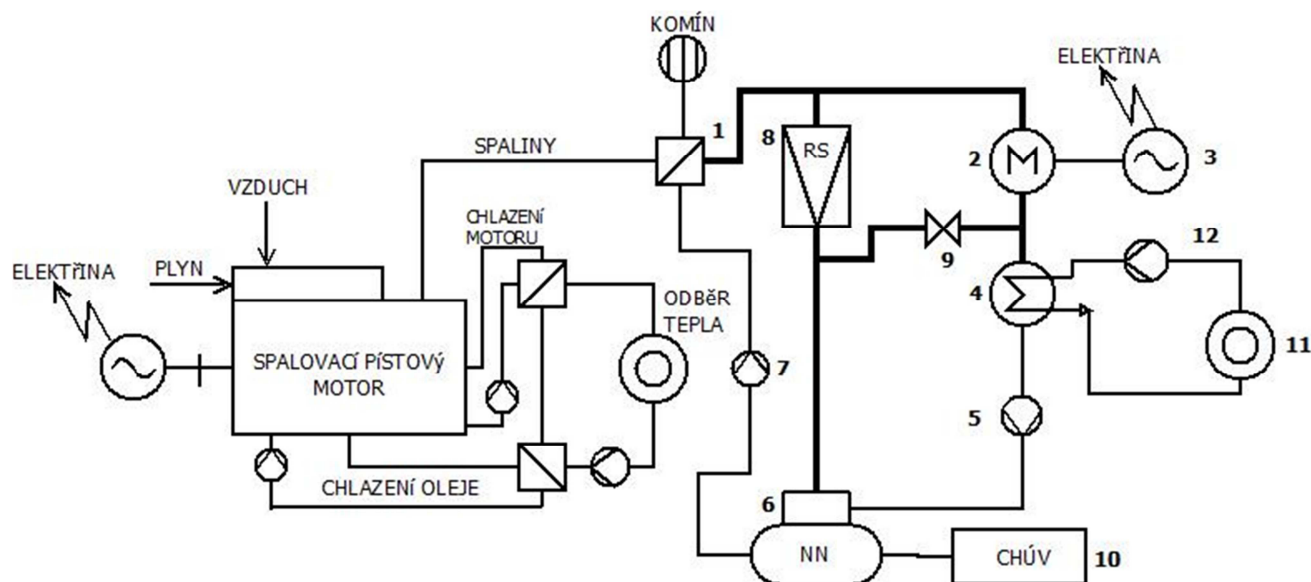 KOMÍN
ELEKTřINA
1
8
RS
2
3
SPALINY
VZDUCH
CHLAZENí
MOTORU
9
12
ELEKTřINA
PLYN
ODBěR
TEPLA
4
11
SPALOVACí PíSTOVý
MOTOR
7
5
CHLAZENí OLEJE
6
NN
CHÚV
10